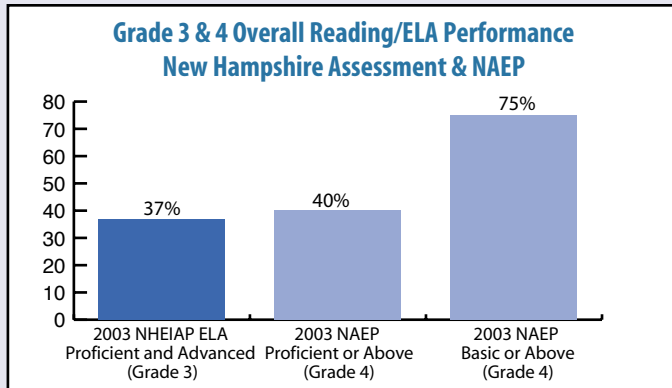 Grade 3 & 4 Overall Reading/ELA Performance
New Hampshire Assessment & NAEP
80
70
60
50
40
30
20
10
0
37%
40%
75%
2003 NHEIAP ELA
Proficient and Advanced
(Grade 3)
2003 NAEP
Proficient or Above
(Grade 4)
2003 NAEP
Basic or Above
(Grade 4)